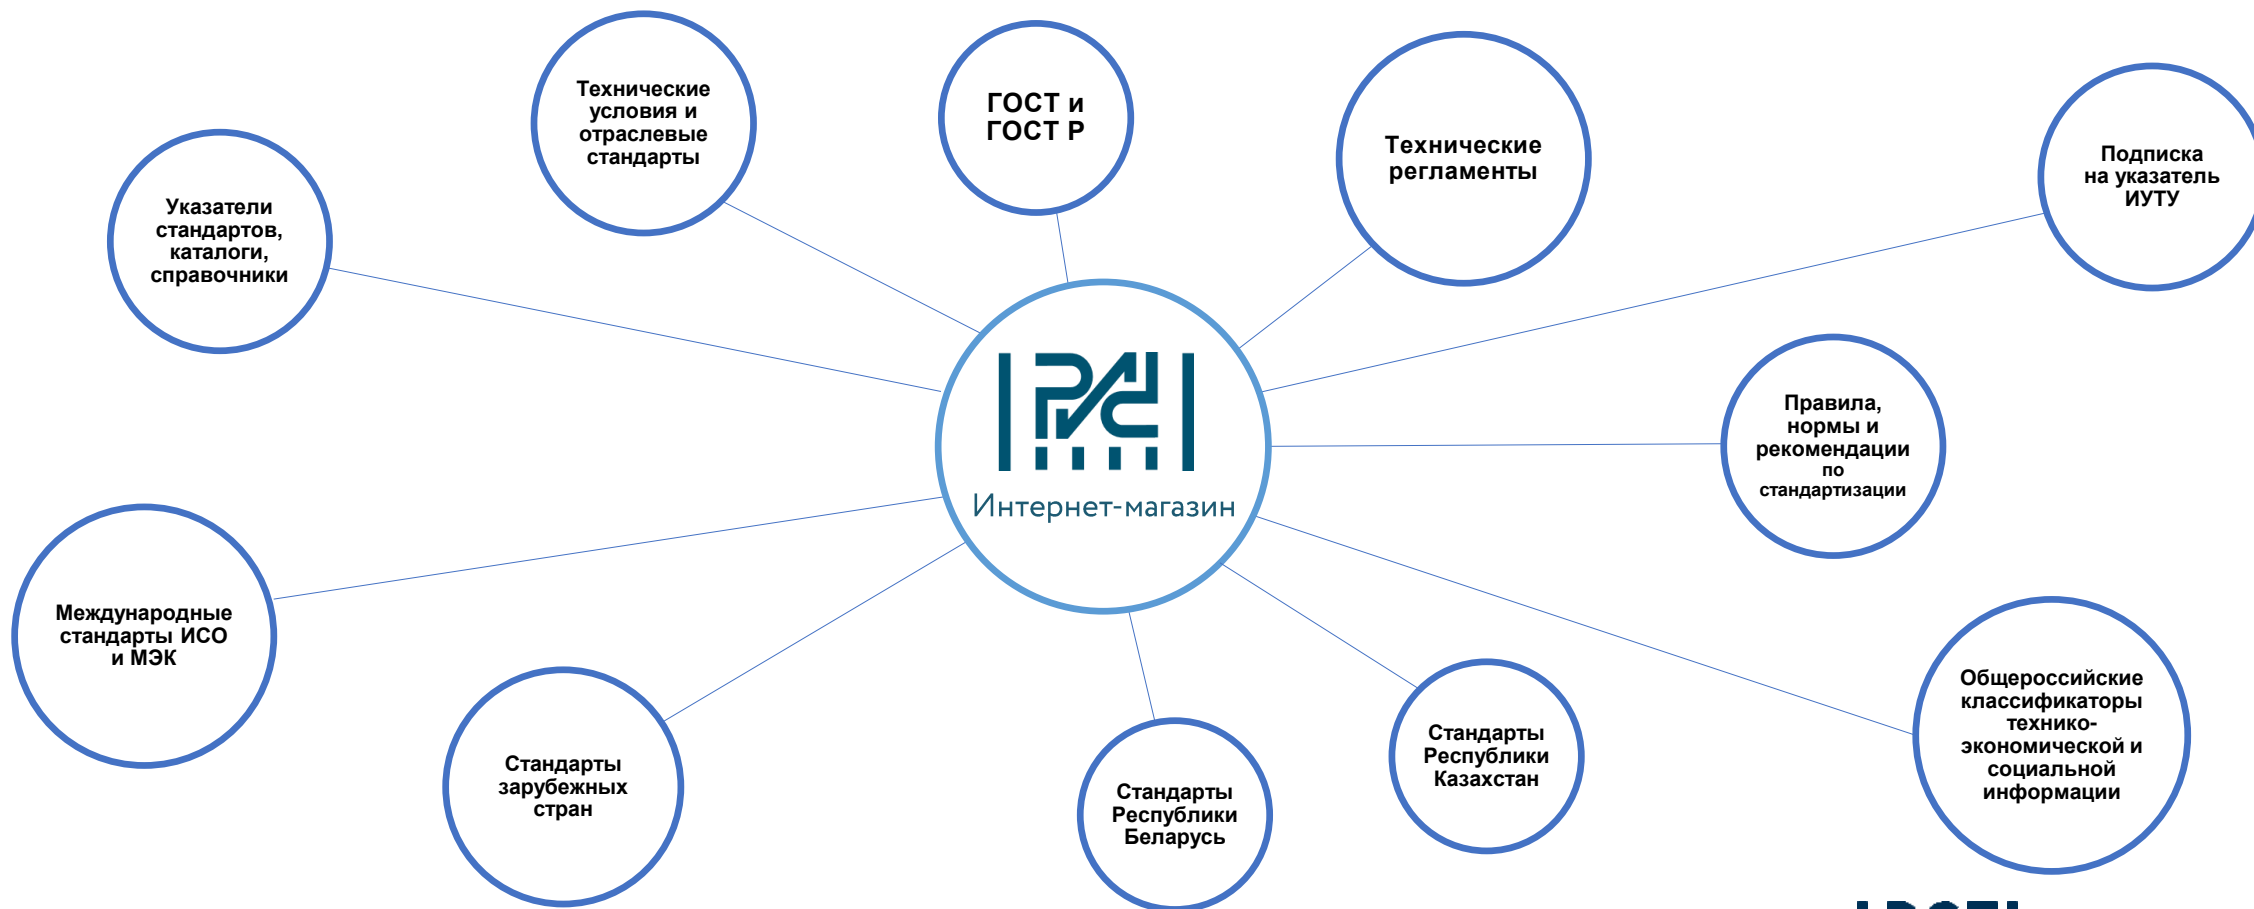 Технические
условия и
отраслевые
стандарты
ГОСТ и
ГОСТ Р
Технические
регламенты
Подписка
на указатель
ИУТУ
Указатели
стандартов,
каталоги,
справочники
Правила,
нормы и
рекомендации
по
стандартизации
РИС
Интернет-магазин
Международные
стандарты ИСО
и МЭК
Стандарты
зарубежных
стран
Стандарты
Республики
Беларусь
Стандарты
Республики
Казахстан
Общероссийские
классификаторы
технико-
экономической и
социальной
информации